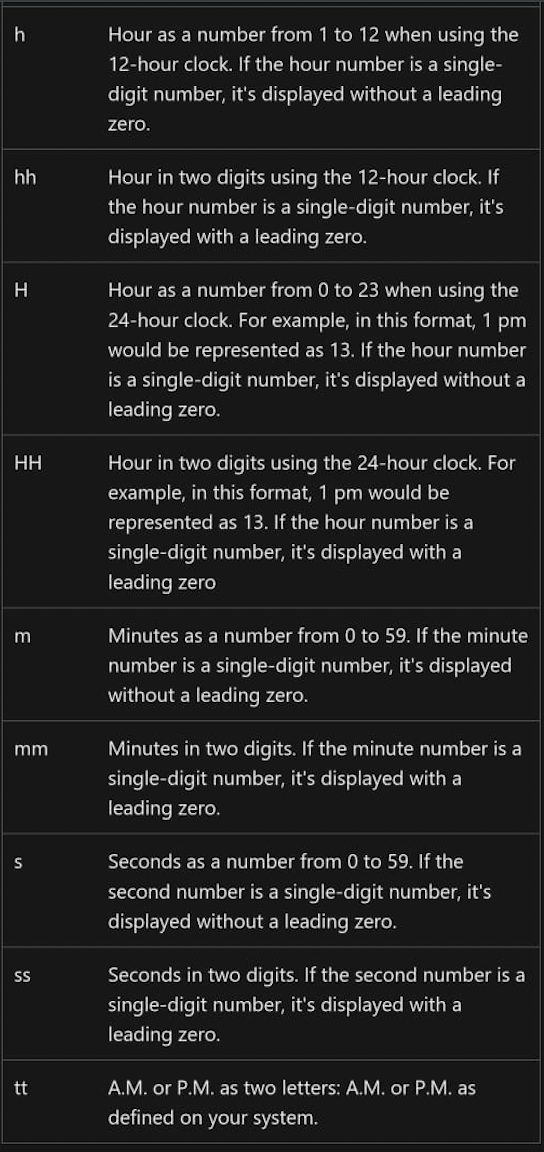 h Hour as a number from 1 to 12 when using the
12-hour clock. If the hour number is a single-
digit number, it's displayed without a leading
zero.
hh Hour in two digits using the 12-hour clock. If
the hour number is a single-digit number, it's
displayed with a leading zero.
H Hour as a number from 0 to 23 when using the
24-hour clock. For example, in this format, 1 pm
would be represented as 13. If the hour number
is a single-digit number, it's displayed without a
leading zero.
HH Hour in two digits using the 24-hour clock. For
example, in this format, 1 pm would be
represented as 13. If the hour number is a
single-digit number, it's displayed with a
leading zero
m Minutes as a number from 0 to 59. If the minute
number is a single-digit number, it's displayed
without a leading zero.
mm Minutes in two digits. If the minute number is a
single-digit number, it's displayed with a
leading zero.
s Seconds as a number from 0 to 59. If the
second number is a single-digit number, it's
displayed without a leading zero.
ss Seconds in two digits. If the second number is a
single-digit number, it's displayed with a
leading zero.
tt A.M. or P.M. as two letters: A.M. or P.M. as
defined on your system.